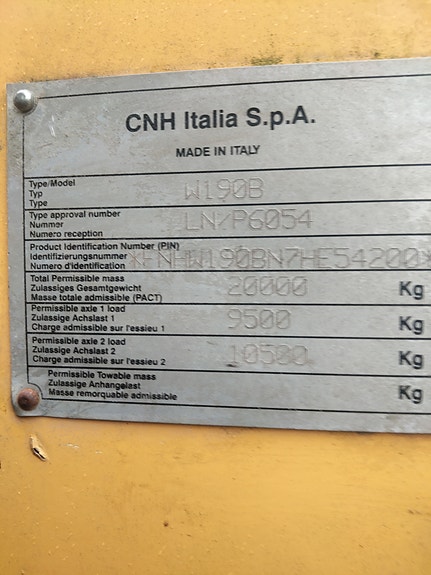 CNH Italia S.p.A.
MADE IN ITALY
Type/Model
Typ
Type
W190B
Type approval number
Nummer
Numero reception
LN/P6054
Product Identification Number (PIN)
Identifizierungsnummer
Numero d'identification
*FNHW190BN7HE54200*
Total Permissible mass
Zulassiges Gesamtgewicht
Masse totale admissible (PACT)
20000 Kg
Permissible axle 1 load
Zulassige Achslast 1
Charge admissible sur l'essieu 1
9500 Kg
Permissible axle 2 load
Zulassige Achslast 2
Charge admissible sur l'essieu 2
10500 Kg
Permissible Towable mass
Zulassige Anhangelast
Masse remorquable admissible
Kg